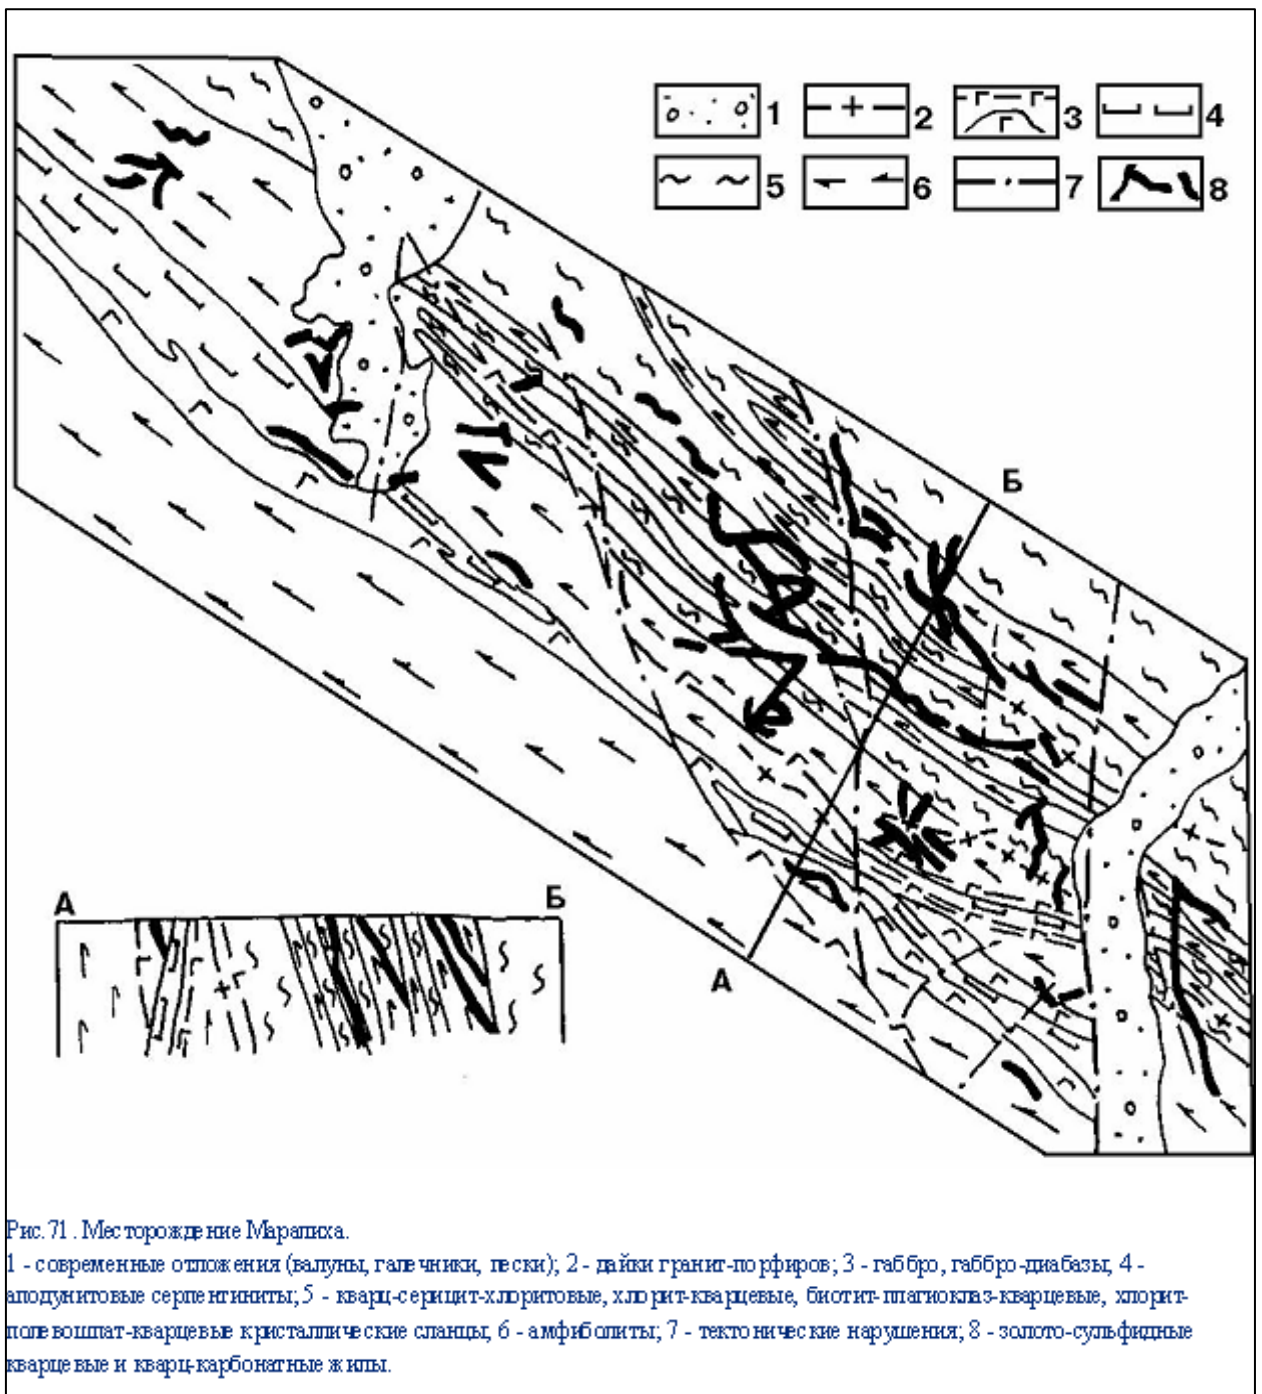 1
2
3
4
5
6
7
8
Б
А
А
Б
Рис.71. Месторождение Маралиха.
1 - современные отложения (валуны, галечники, пески); 2 - дайки гранит-порфиров; 3 - габбро, габбро-диабазы; 4 -
аподунитовые серпентиниты; 5 - кварц-серицит-хлоритовые, хлорит-кварцевые, биотит-плагиоклаз-кварцевые, хлорит-
полевошпат-кварцевые кристаллические сланцы; 6 - амфиболиты; 7 - тектонические нарушения; 8 - золото-сульфидные
кварцевые и кварц-карбонатные жилы.